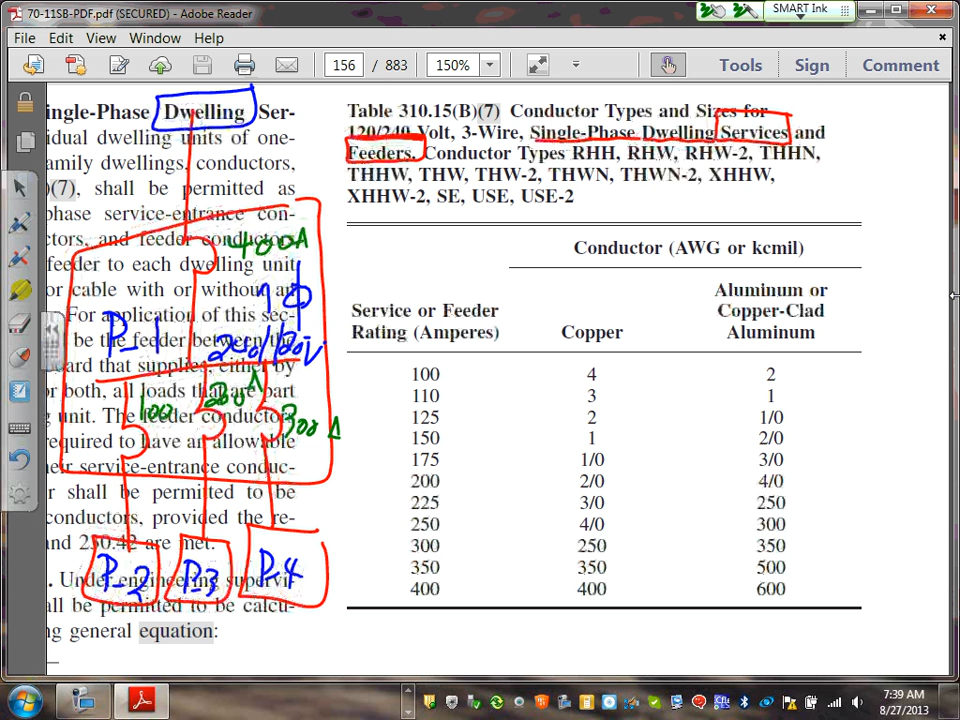 70-11SB-PDF.pdf (SECURED) - Adobe Reader
SMART Ink
File Edit View Window Help
156 / 883 150% Tools Sign Comment
ingle-Phase Dwelling Ser-
idual dwelling units of one-
amily dwellings, conductors,
)(7), shall be permitted as
phase service-entrance con-
ctors, and feeder conductors
feeder to each dwelling unit
or cable with or without an
For application of this sec-
t be the feeder between the
oard that supplies, either by
or both, all loads that are part
g unit. The feeder conductors
required to have an allowable
heir service-entrance conduc-
r shall be permitted to be
conductors, provided the re-
and 250.42 are met.
. Under engineering supervi-
all be permitted to be calcu-
ng general equation:
400A
1 Φ
P-1
240/120V
100
200 A
300 A
P-2 P-3 P-4
Table 310.15(B)(7) Conductor Types and Sizes for
120/240-Volt, 3-Wire, Single-Phase Dwelling Services and
Feeders. Conductor Types RHH, RHW, RHW-2, THHN,
THHW, THW, THW-2, THWN, THWN-2, XHHW,
XHHW-2, SE, USE, USE-2
Conductor (AWG or kcmil)
Service or Feeder
Rating (Amperes)
Copper
Aluminum or
Copper-Clad
Aluminum
100 4 2
110 3 1
125 2 1/0
150 1 2/0
175 1/0 3/0
200 2/0 4/0
225 3/0 250
250 4/0 300
300 250 350
350 350 500
400 400 600
7:39 AM
8/27/2013